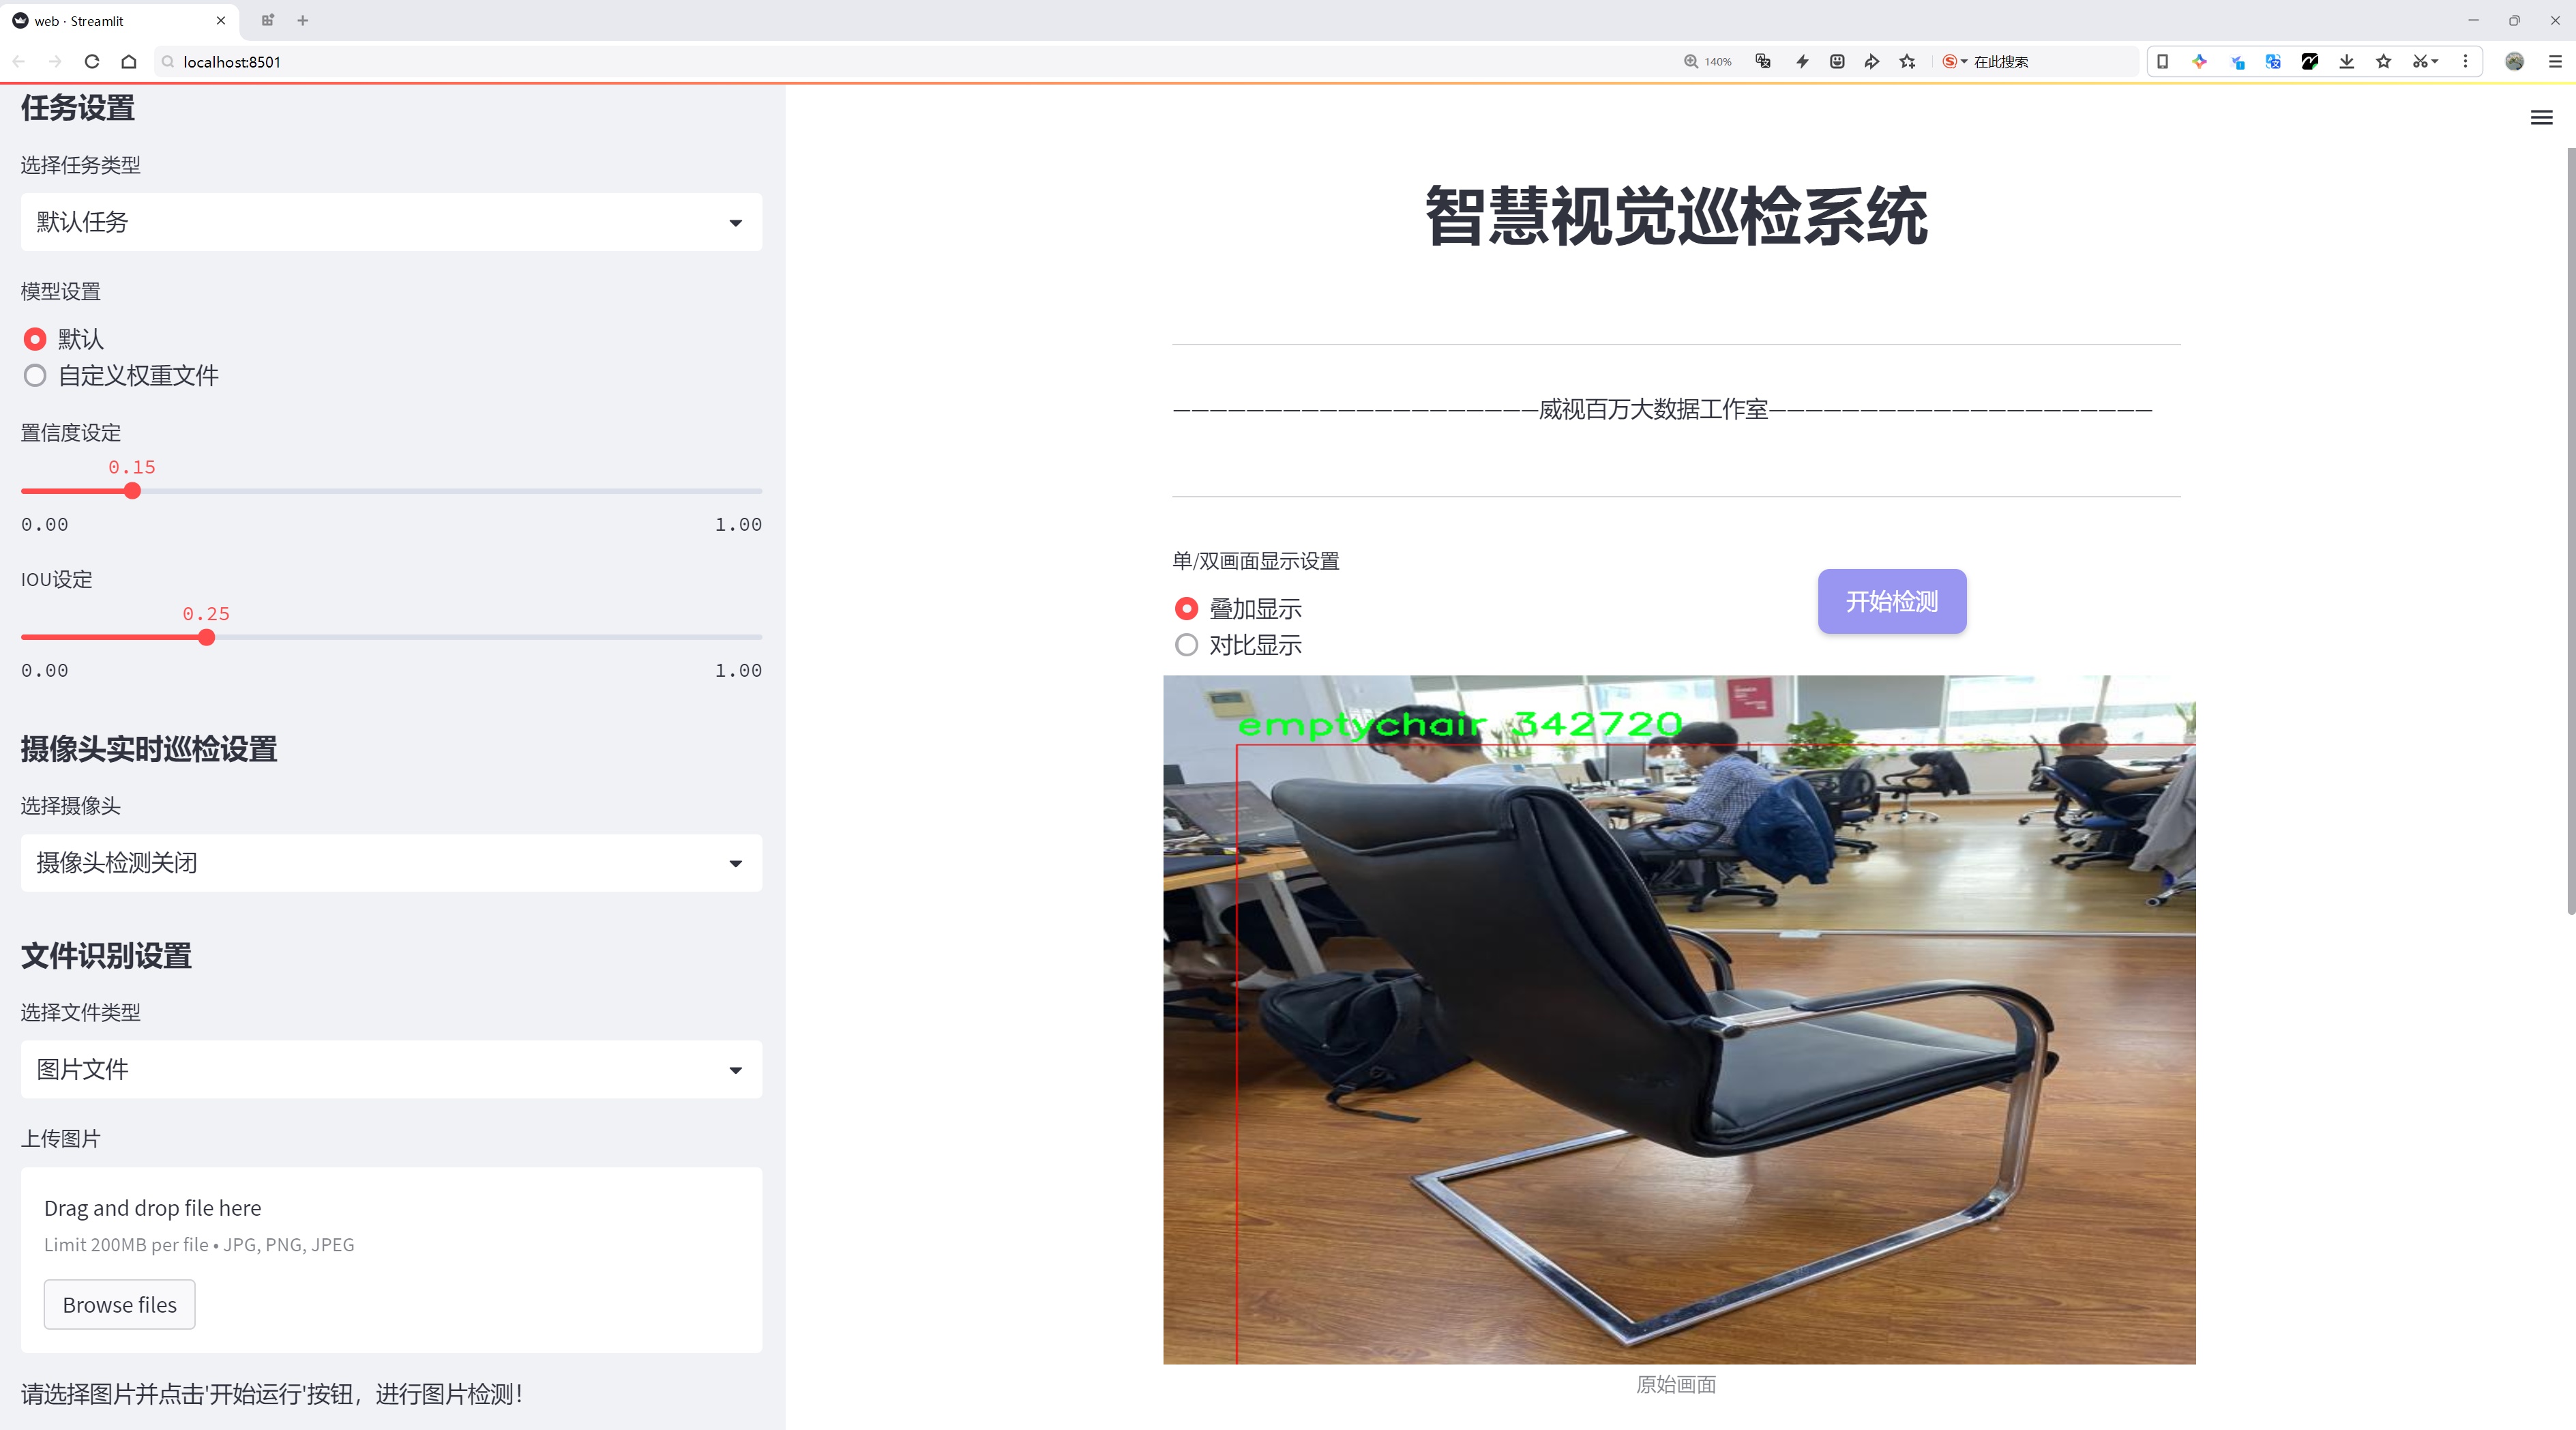 web · Streamlit
localhost:8501
140%
在此搜索
任务设置
选择任务类型
默认任务
模型设置
默认
自定义权重文件
置信度设定
0.15
0.00 1.00
IOU设定
0.25
0.00 1.00
摄像头实时巡检设置
选择摄像头
摄像头检测关闭
文件识别设置
选择文件类型
图片文件
上传图片
Drag and drop file here
Limit 200MB per file • JPG, PNG, JPEG
Browse files
请选择图片并点击'开始运行'按钮，进行图片检测！
智慧视觉巡检系统
————————————————————威视百万大数据工作室—————————————————————
单/双画面显示设置
叠加显示
对比显示
开始检测
emptychair 342720
原始画面